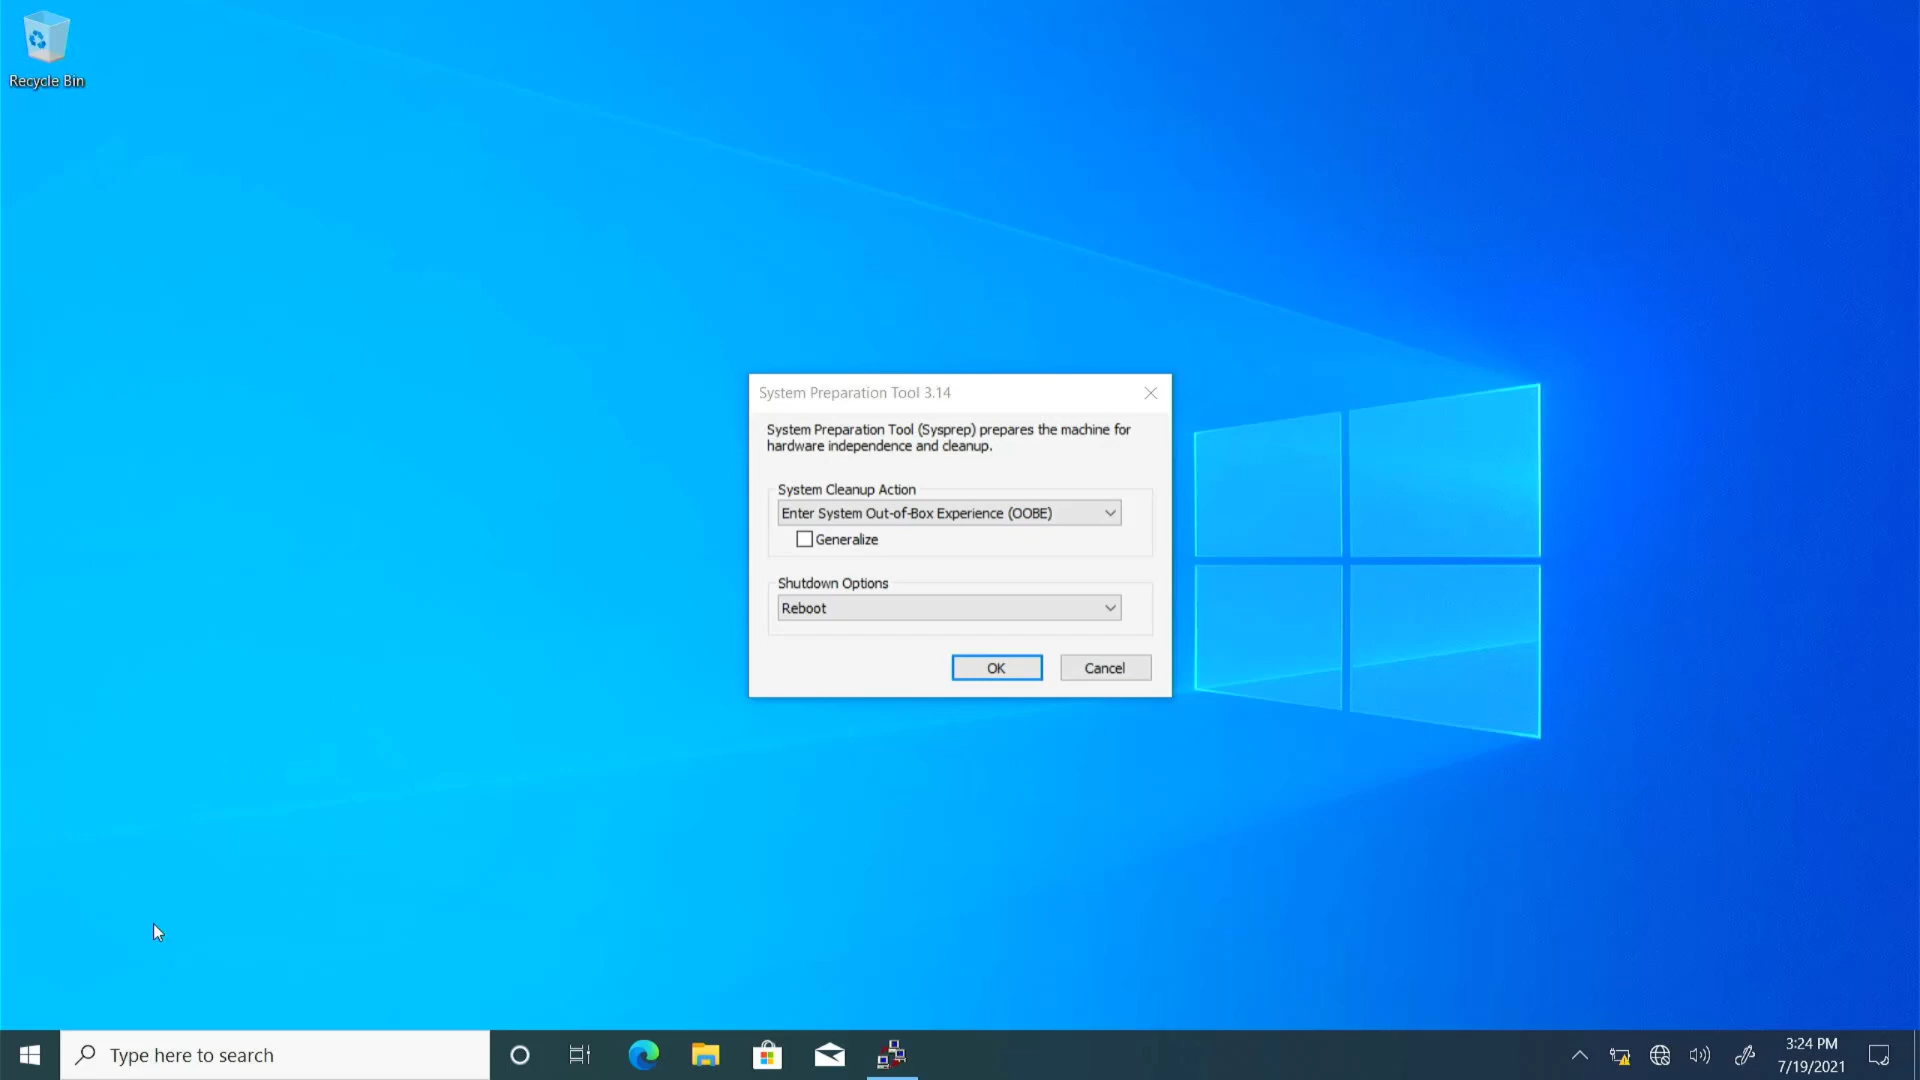 Recycle Bin
System Preparation Tool 3.14
System Preparation Tool (Sysprep) prepares the machine for
hardware independence and cleanup.
System Cleanup Action
Enter System Out-of-Box Experience (OOBE)
Generalize
Shutdown Options
Reboot
OK
Cancel
Type here to search
3:24 PM
7/19/2021